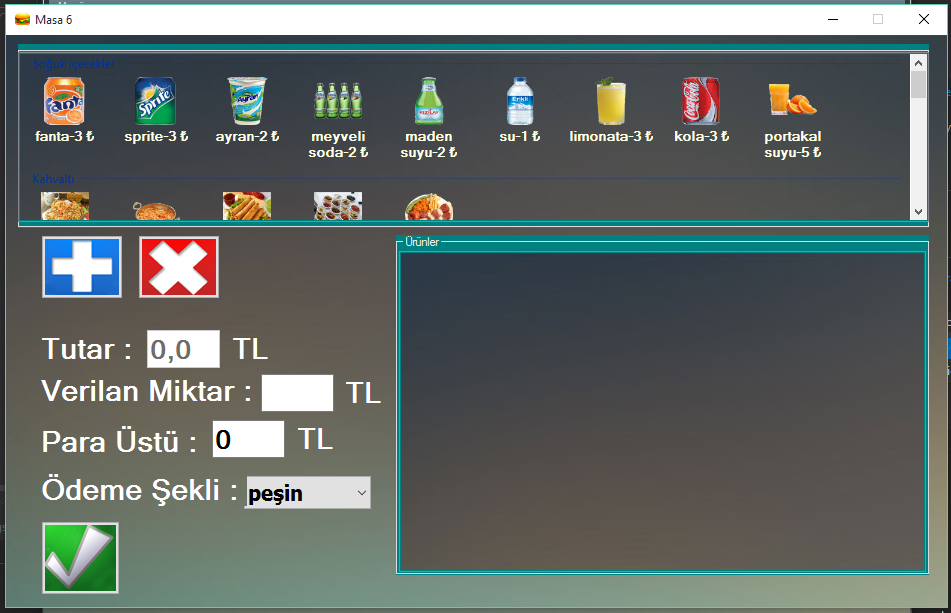 Masa 6
Soğuk içecekler
fanta-3 ₺
sprite-3 ₺
ayran-2 ₺
meyveli
soda-2 ₺
maden
suyu-2 ₺
su-1 ₺
limonata-3 ₺
kola-3 ₺
portakal
suyu-5 ₺
Kahvaltı
Ürünler
Tutar : 0,0 TL
Verilan Miktar : TL
Para Üstü : 0 TL
Ödeme Şekli : peşin